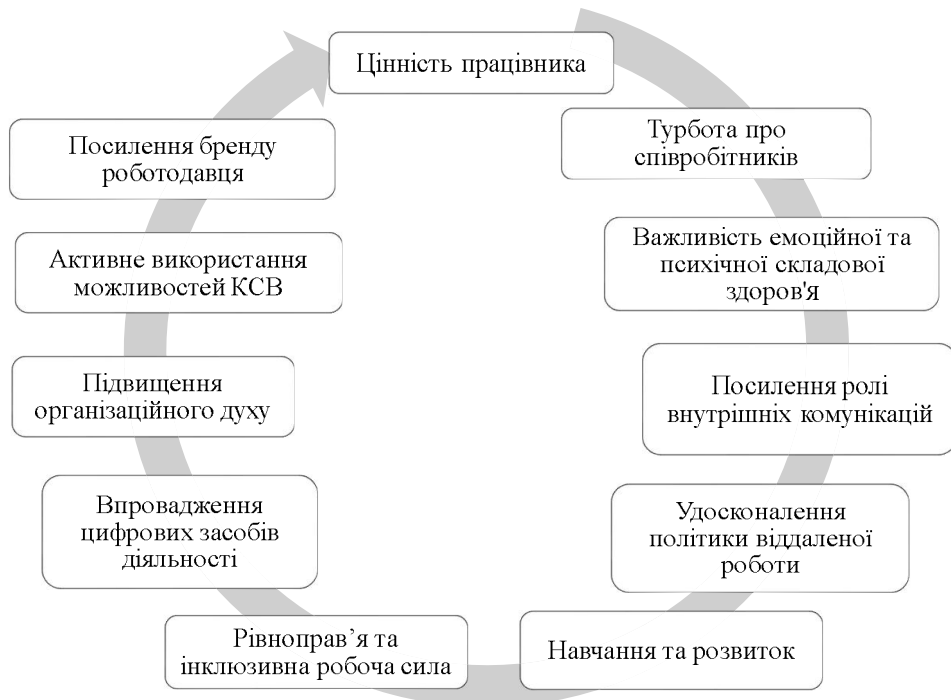 Цінність працівника
Турбота про
співробітників
Важливість емоційної та
психічної складової
здоров'я
Посилення ролі
внутрішніх комунікацій
Удосконалення
політики віддаленої
роботи
Навчання та розвиток
Рівноправ’я та
інклюзивна робоча сила
Впровадження
цифрових засобів
діяльності
Підвищення
організаційного духу
Активне використання
можливостей КСВ
Посилення бренду
роботодавця